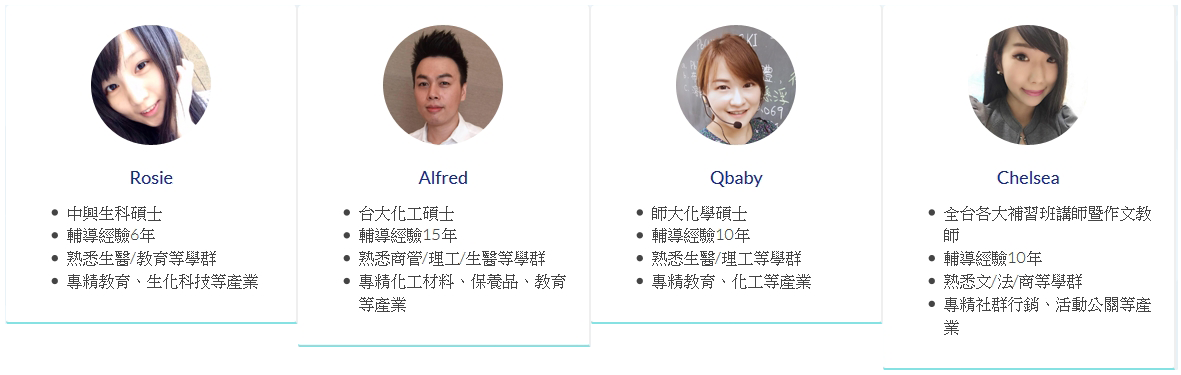 Rosie
中興生科碩士
輔導經驗6年
熟悉生醫/教育等學群
專精教育、生化科技等產業
Alfred
台大化工碩士
輔導經驗15年
熟悉商管/理工/生醫等學群
專精化工材料、保養品、教育
等產業
Qbaby
師大化學碩士
輔導經驗10年
熟悉生醫/理工等學群
專精教育、化工等產業
Chelsea
全台各大補習班講師暨作文教
師
輔導經驗10年
熟悉文/法/商等學群
專精社群行銷、活動公關等產
業